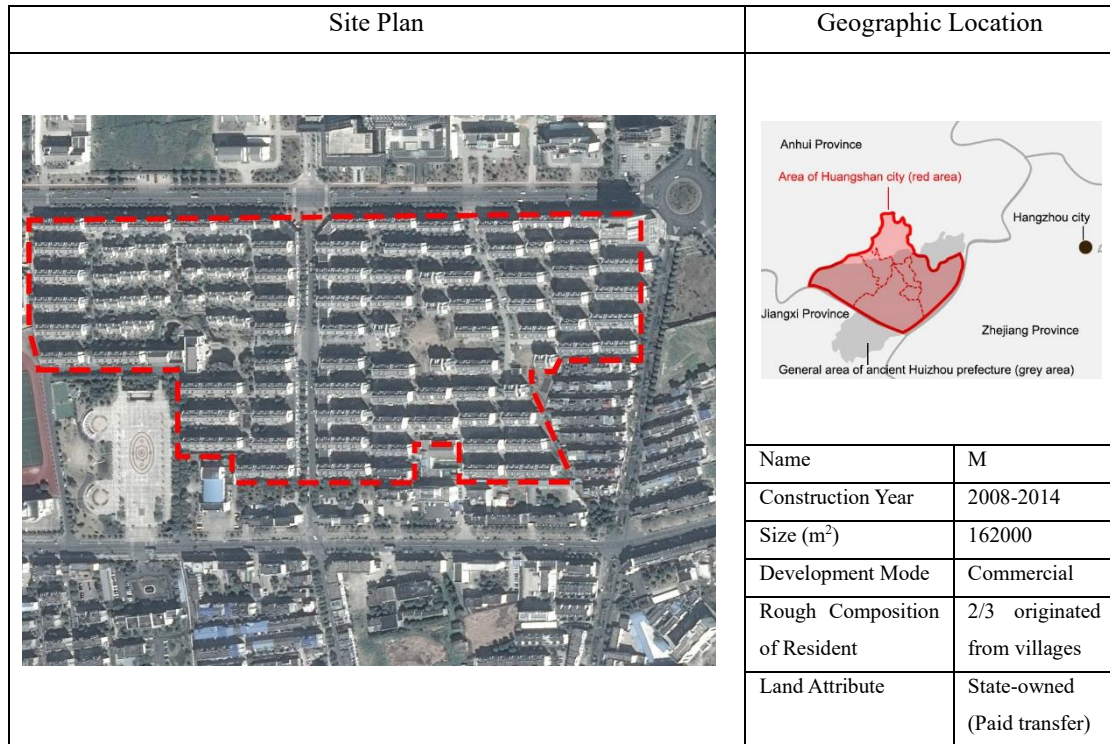 Site Plan
Geographic Location
Anhui Province
Area of Huangshan city (red area)
Hangzhou city
Jiangxi Province
Zhejiang Province
General area of ancient Huizhou prefecture (grey area)
Name M
Construction Year 2008-2014
Size (m²) 162000
Development Mode Commercial
Rough Composition 2/3 originated
of Resident from villages
Land Attribute State-owned
(Paid transfer)